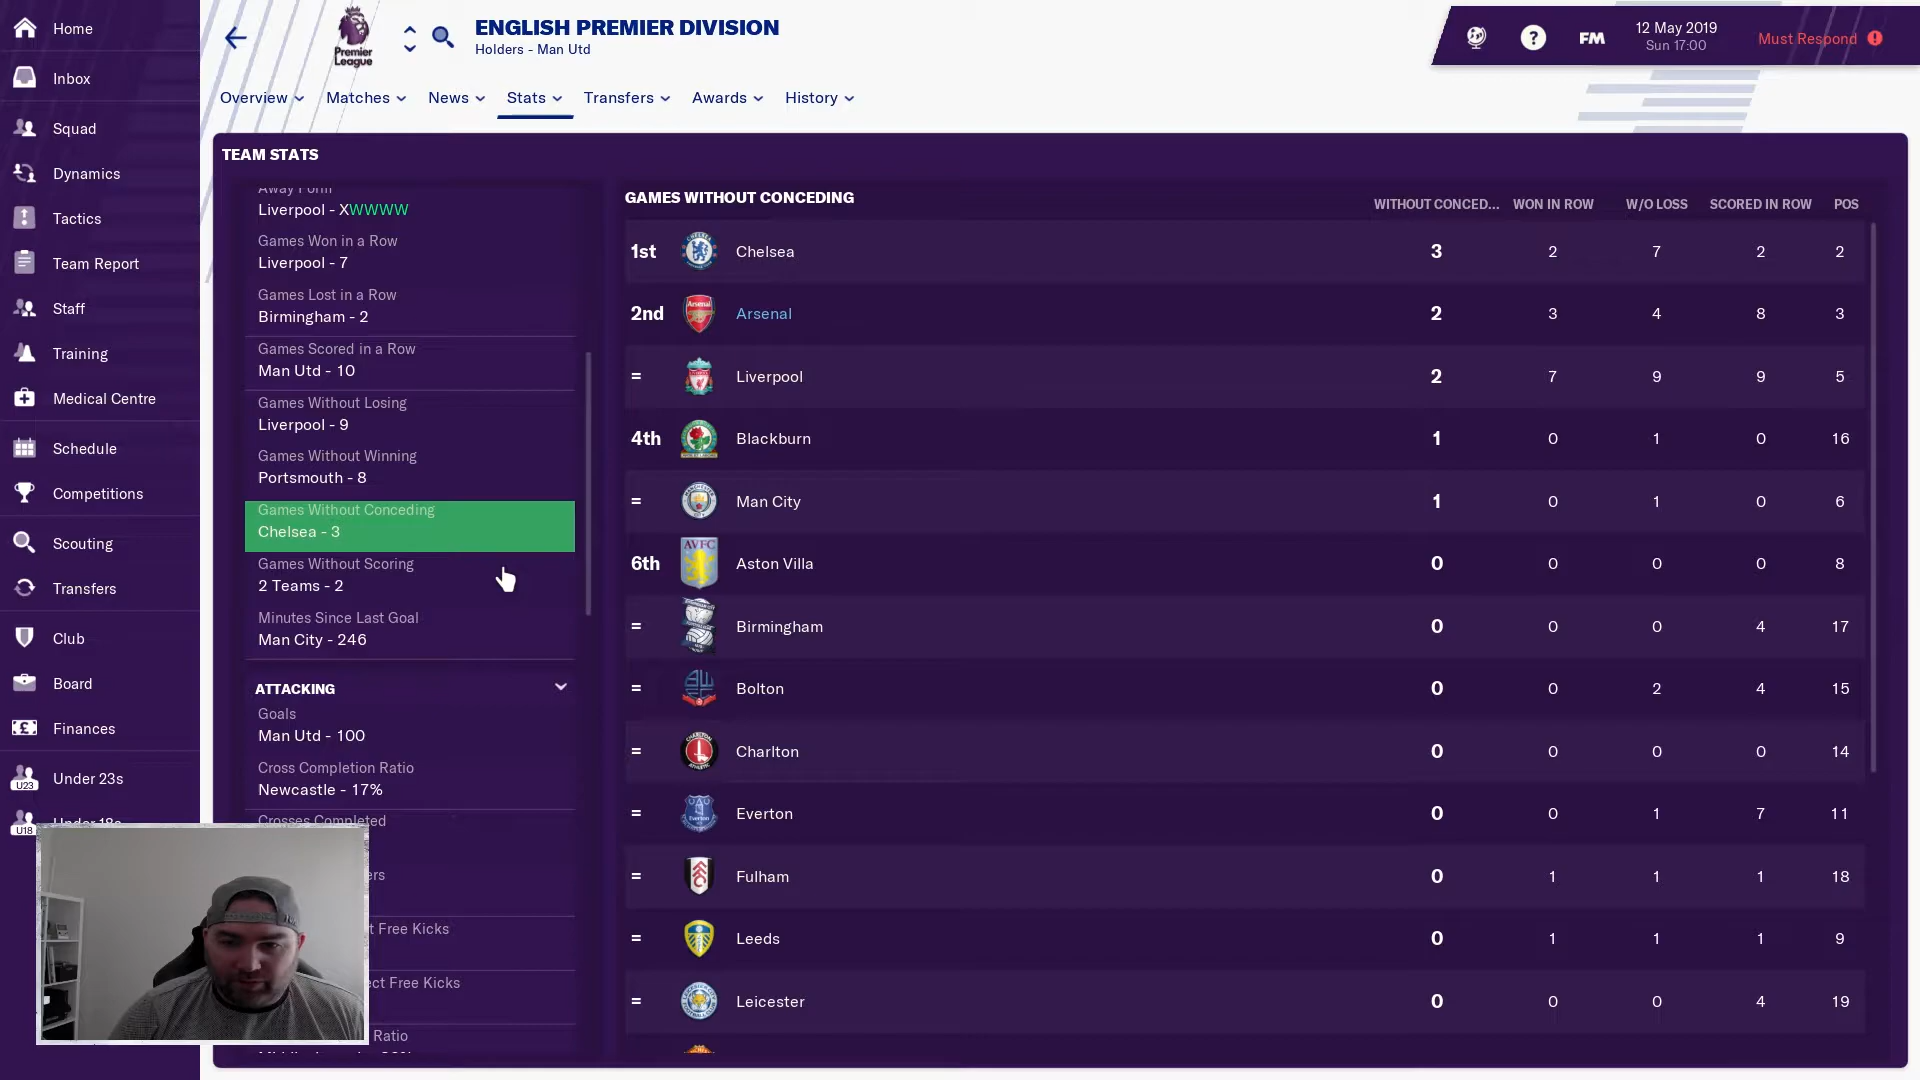 Home
Inbox
Squad
Dynamics
Tactics
Team Report
Staff
Training
Medical Centre
Schedule
Competitions
Scouting
Transfers
Club
Board
Finances
U23 Under 23s
U18 Under 18s
Premier League
ENGLISH PREMIER DIVISION
Holders - Man Utd
FM
12 May 2019
Sun 17:00
Must Respond
Overview
Matches
News
Stats
Transfers
Awards
History
TEAM STATS
Away Form
Liverpool - XWWWW
Games Won in a Row
Liverpool - 7
Games Lost in a Row
Birmingham - 2
Games Scored in a Row
Man Utd - 10
Games Without Losing
Liverpool - 9
Games Without Winning
Portsmouth - 8
Games Without Conceding
Chelsea - 3
Games Without Scoring
2 Teams - 2
Minutes Since Last Goal
Man City - 246
ATTACKING
Goals
Man Utd - 100
Cross Completion Ratio
Newcastle - 17%
Crosses Completed
ers
t Free Kicks
ect Free Kicks
Ratio
GAMES WITHOUT CONCEDING
WITHOUT CONCED... WON IN ROW W/O LOSS SCORED IN ROW POS
1st Chelsea 3 2 7 2 2
2nd Arsenal 2 3 4 8 3
= Liverpool 2 7 9 9 5
4th Blackburn 1 0 1 0 16
= Man City 1 0 1 0 6
6th AVFC Aston Villa 0 0 0 0 8
= Birmingham 0 0 0 4 17
= Bolton 0 0 2 4 15
= Charlton 0 0 0 0 14
= Everton 0 0 1 7 11
= Fulham 0 1 1 1 18
= Leeds 0 1 1 1 9
= Leicester 0 0 0 4 19